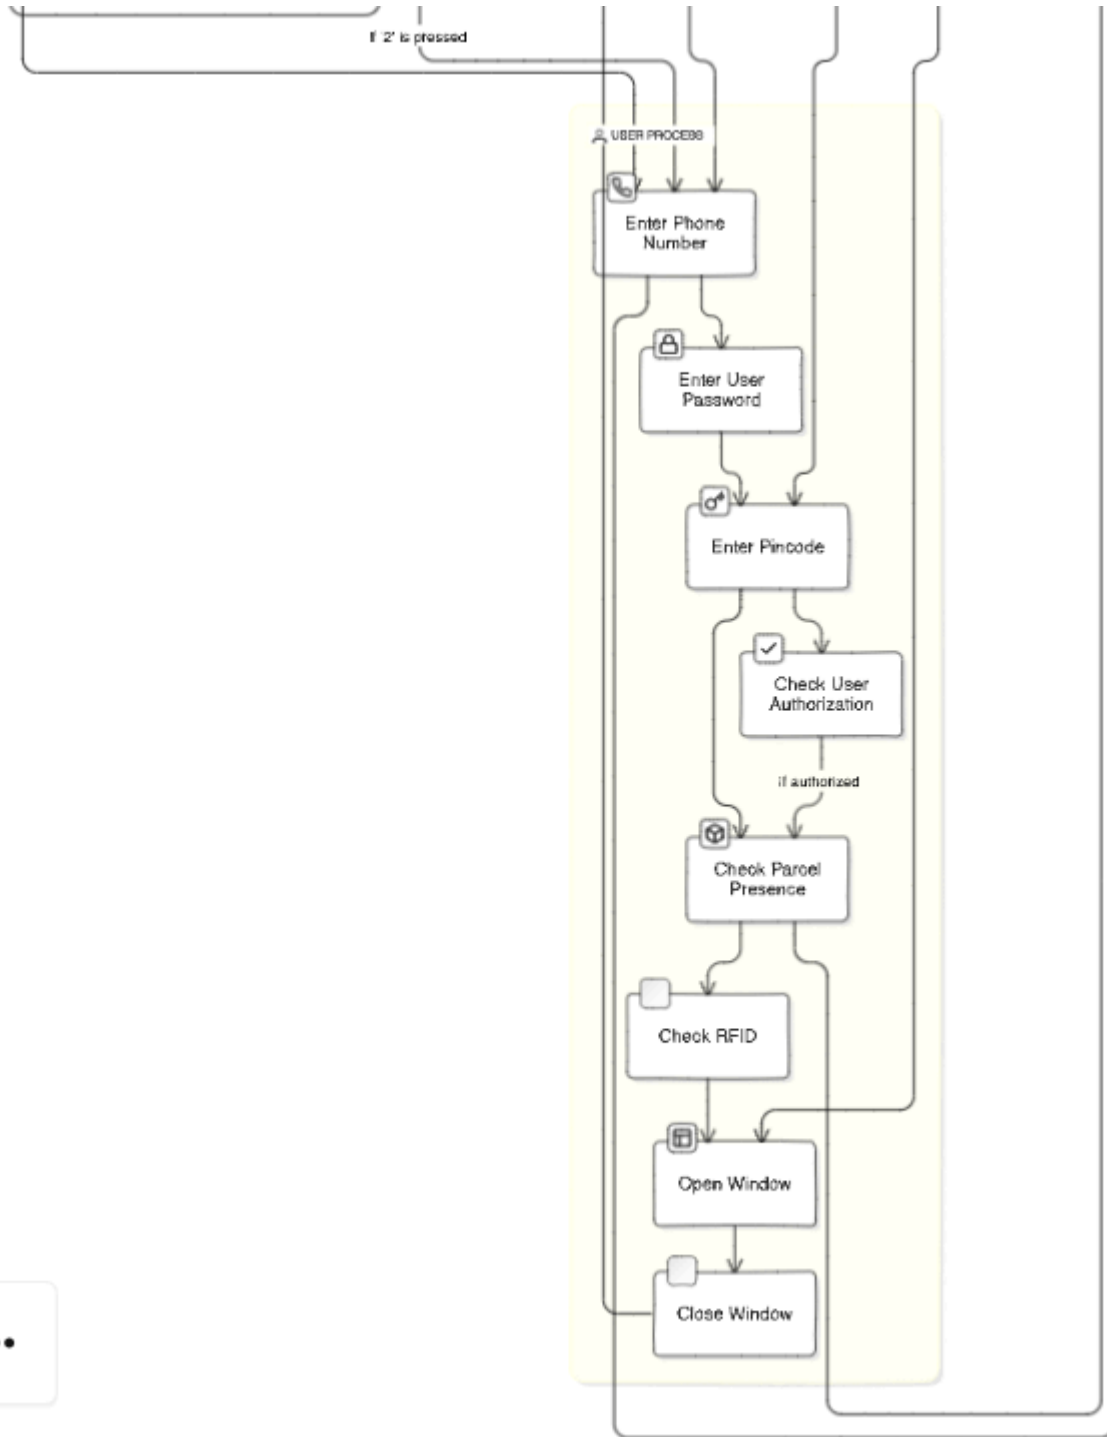 If '2' is pressed
USER PROCESS
Enter Phone
Number
Enter User
Password
Enter Pincode
Check User
Authorization
if authorized
Check Parcel
Presence
Check RFID
Open Window
Close Window